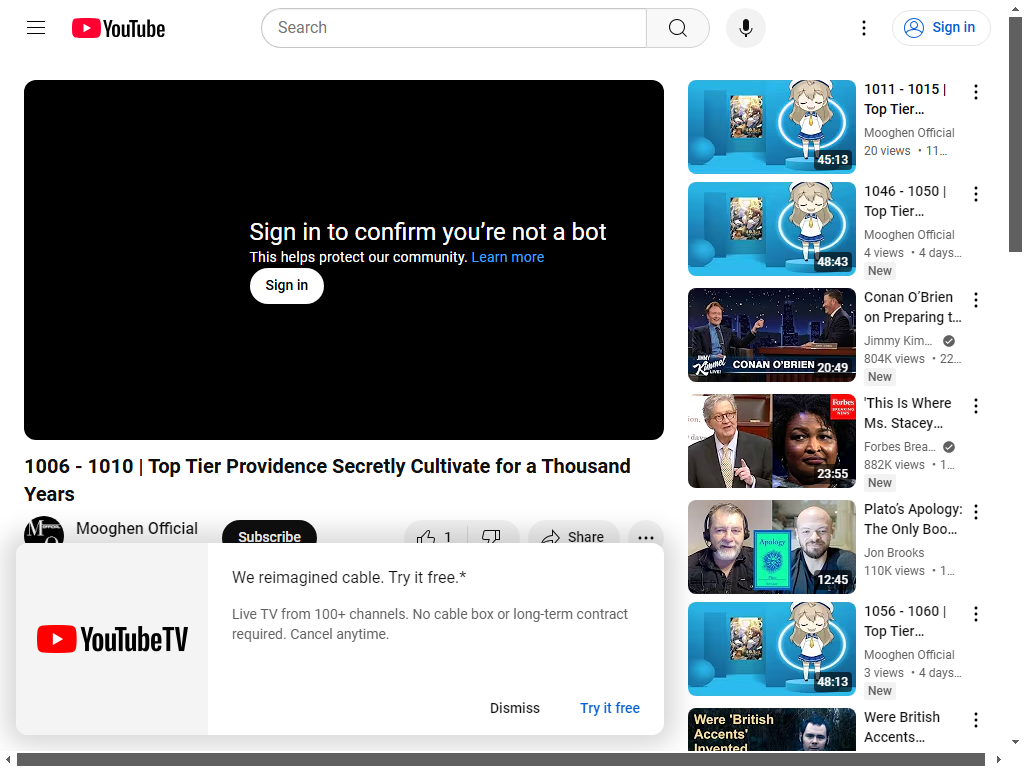 YouTube
Search
Sign in
Sign in to confirm you’re not a bot
This helps protect our community. Learn more
Sign in
1006 - 1010 | Top Tier Providence Secretly Cultivate for a Thousand
Years
Mooghen Official
Subscribe
1
Share
YouTubeTV
We reimagined cable. Try it free.*
Live TV from 100+ channels. No cable box or long-term contract
required. Cancel anytime.
Dismiss
Try it free
45:13
1011 - 1015 |
Top Tier…
Mooghen Official
20 views • 11…
48:43
1046 - 1050 |
Top Tier…
Mooghen Official
4 views • 4 days…
New
JIMMY
Kimmel
LIVE!
CONAN O'BRIEN
20:49
Conan O’Brien
on Preparing t…
Jimmy Kim…
804K views • 22…
New
Forbes
BREAKING
NEWS
23:55
'This Is Where
Ms. Stacey…
Forbes Brea…
882K views • 1…
New
Apology
12:45
Plato’s Apology:
The Only Boo…
Jon Brooks
110K views • 1…
48:13
1056 - 1060 |
Top Tier…
Mooghen Official
3 views • 4 days…
New
Were 'British
Accents'
Invented
Were British
Accents…